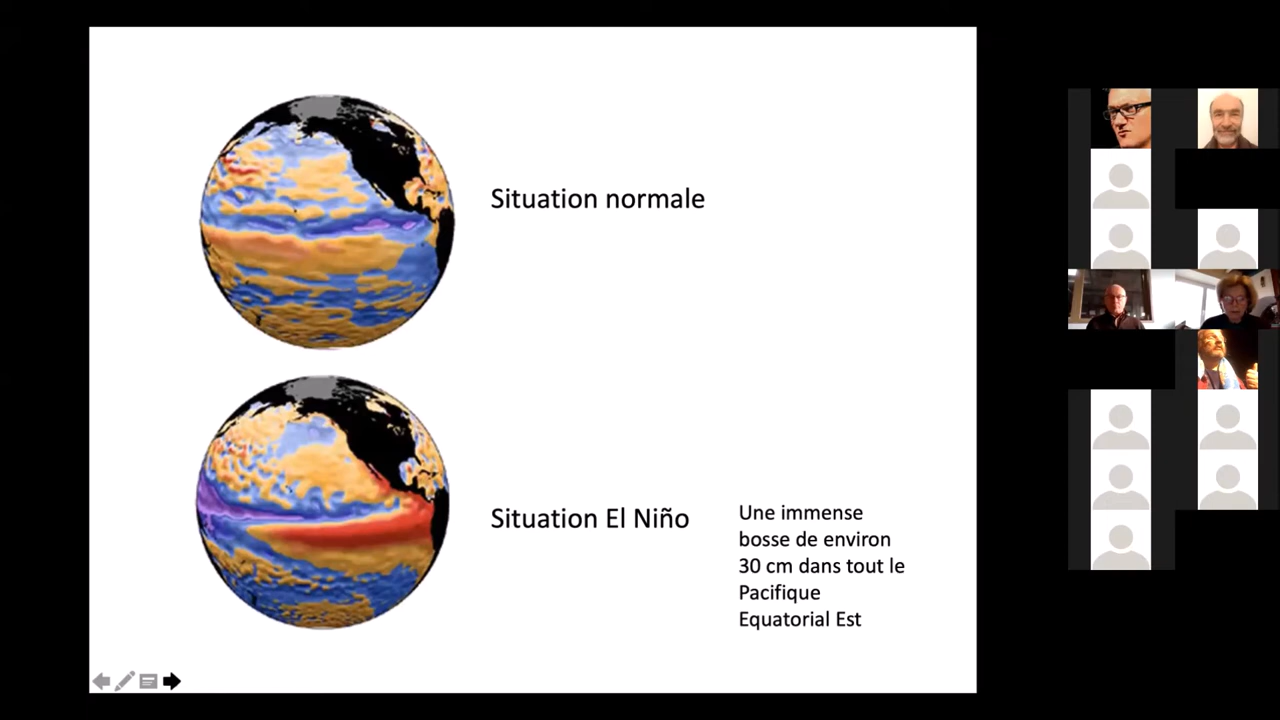 Situation normale
Situation El Niño
Une immense
bosse de environ
30 cm dans tout le
Pacifique
Equatorial Est